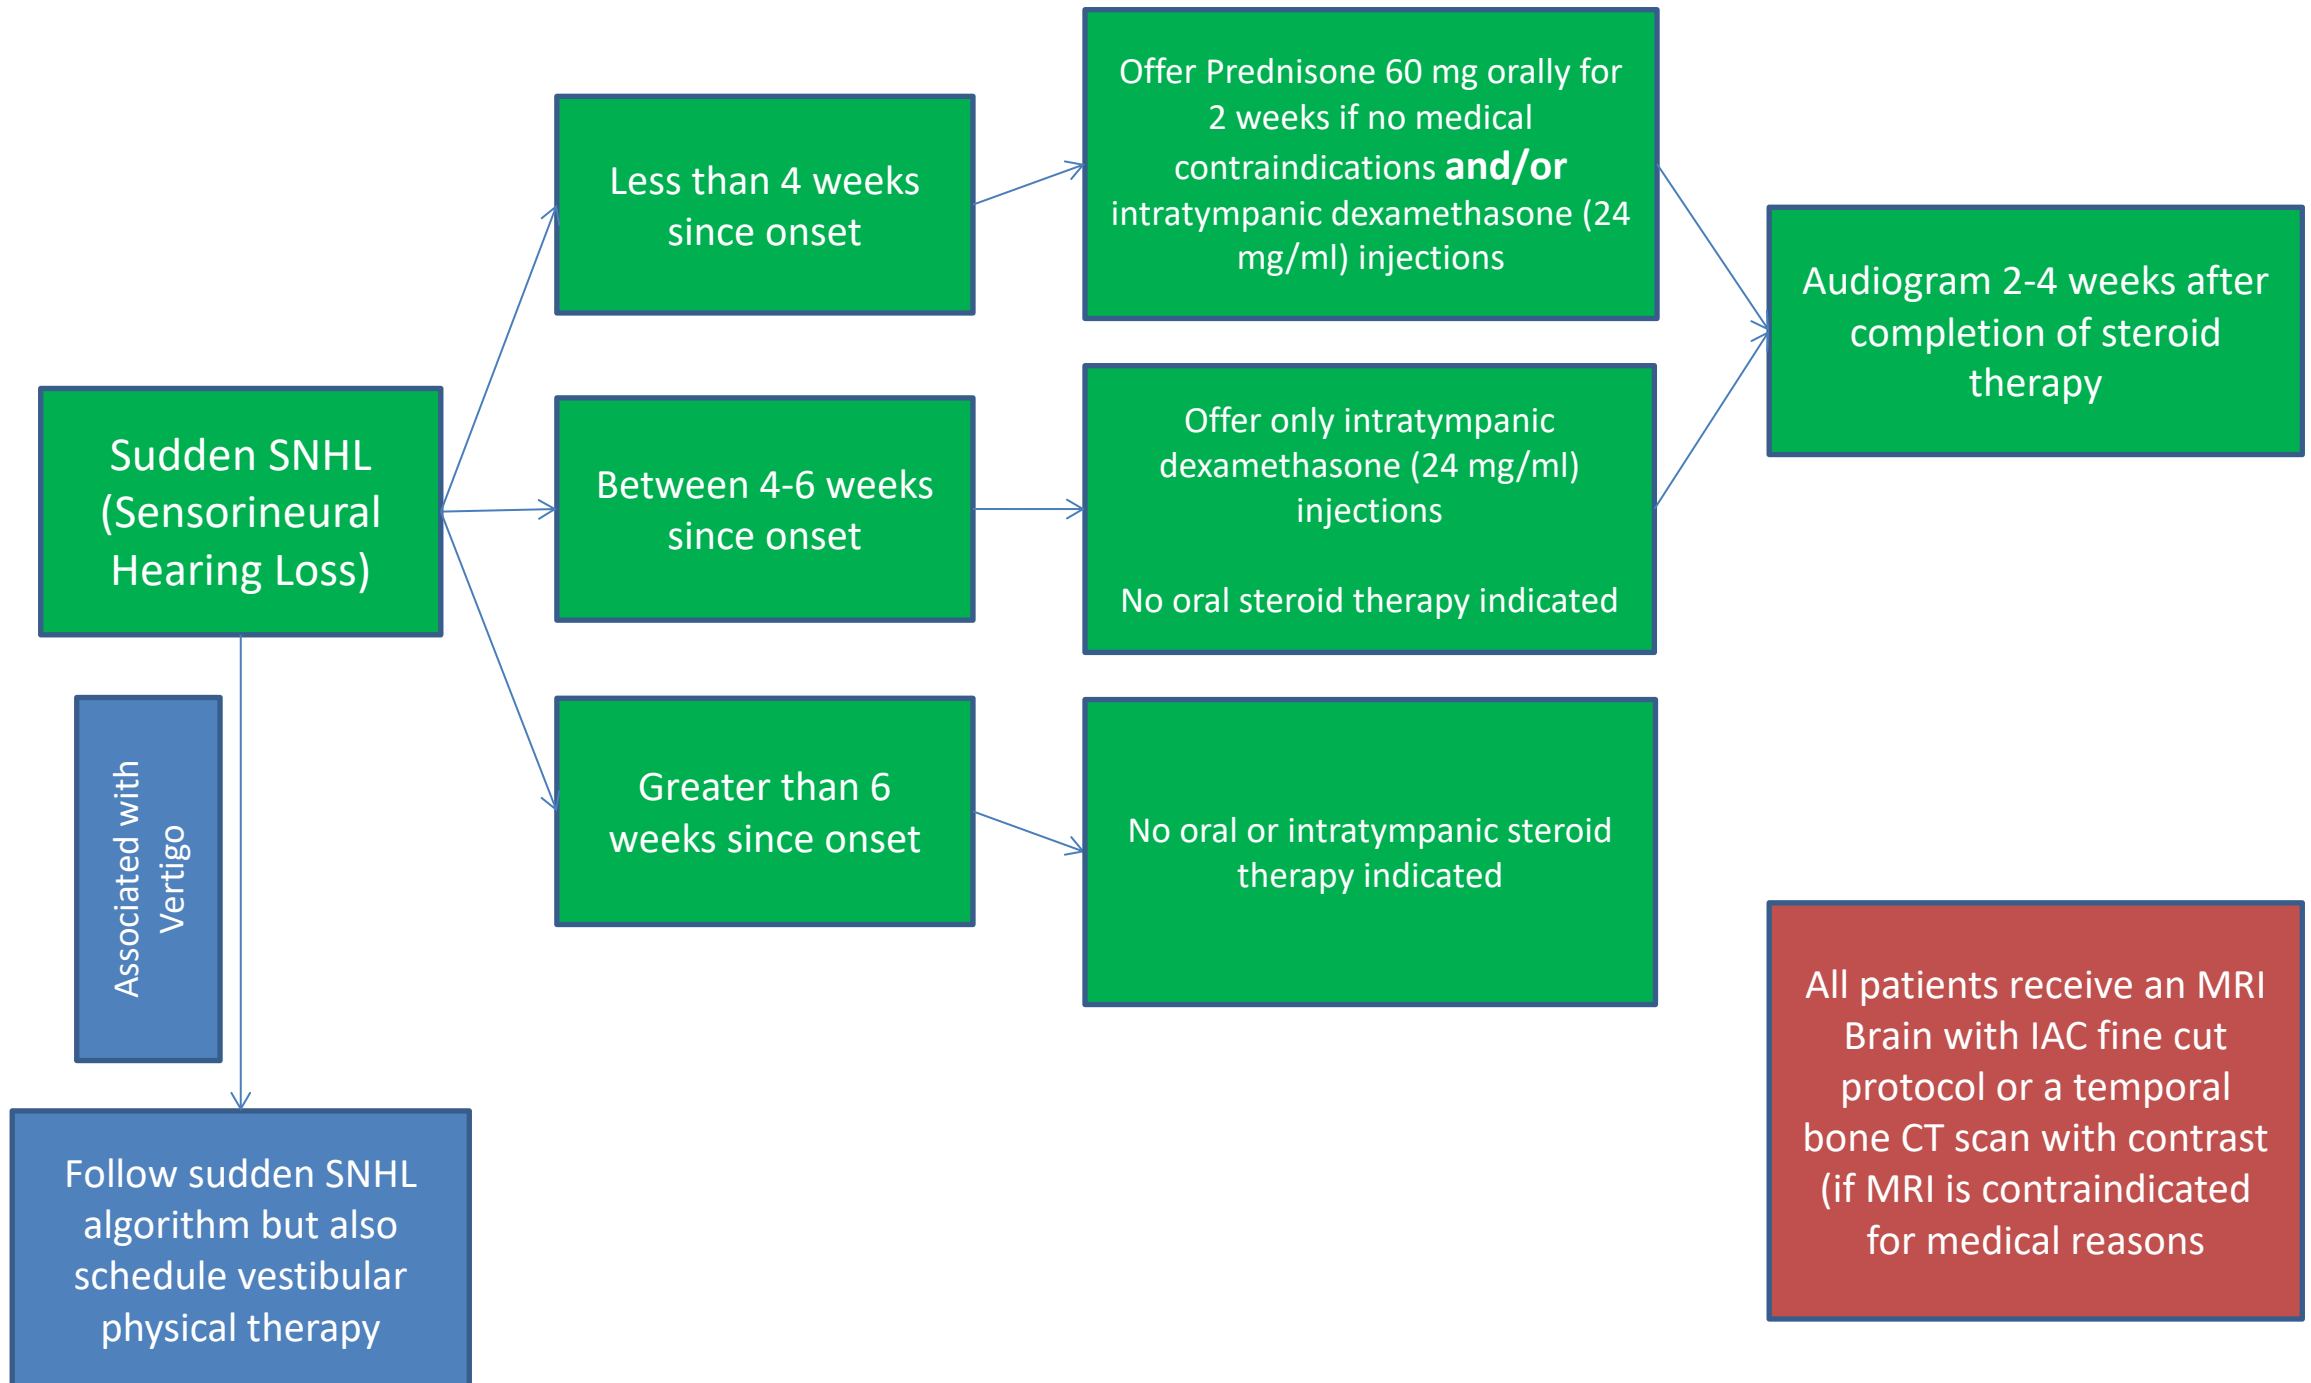 Sudden SNHL
(Sensorineural
Hearing Loss)
Less than 4 weeks
since onset
Offer Prednisone 60 mg orally for
2 weeks if no medical
contraindications and/or
intratympanic dexamethasone (24
mg/ml) injections
Between 4-6 weeks
since onset
Offer only intratympanic
dexamethasone (24 mg/ml)
injections
No oral steroid therapy indicated
Audiogram 2-4 weeks after
completion of steroid
therapy
Greater than 6
weeks since onset
No oral or intratympanic steroid
therapy indicated
Associated with
Vertigo
Follow sudden SNHL
algorithm but also
schedule vestibular
physical therapy
All patients receive an MRI
Brain with IAC fine cut
protocol or a temporal
bone CT scan with contrast
(if MRI is contraindicated
for medical reasons